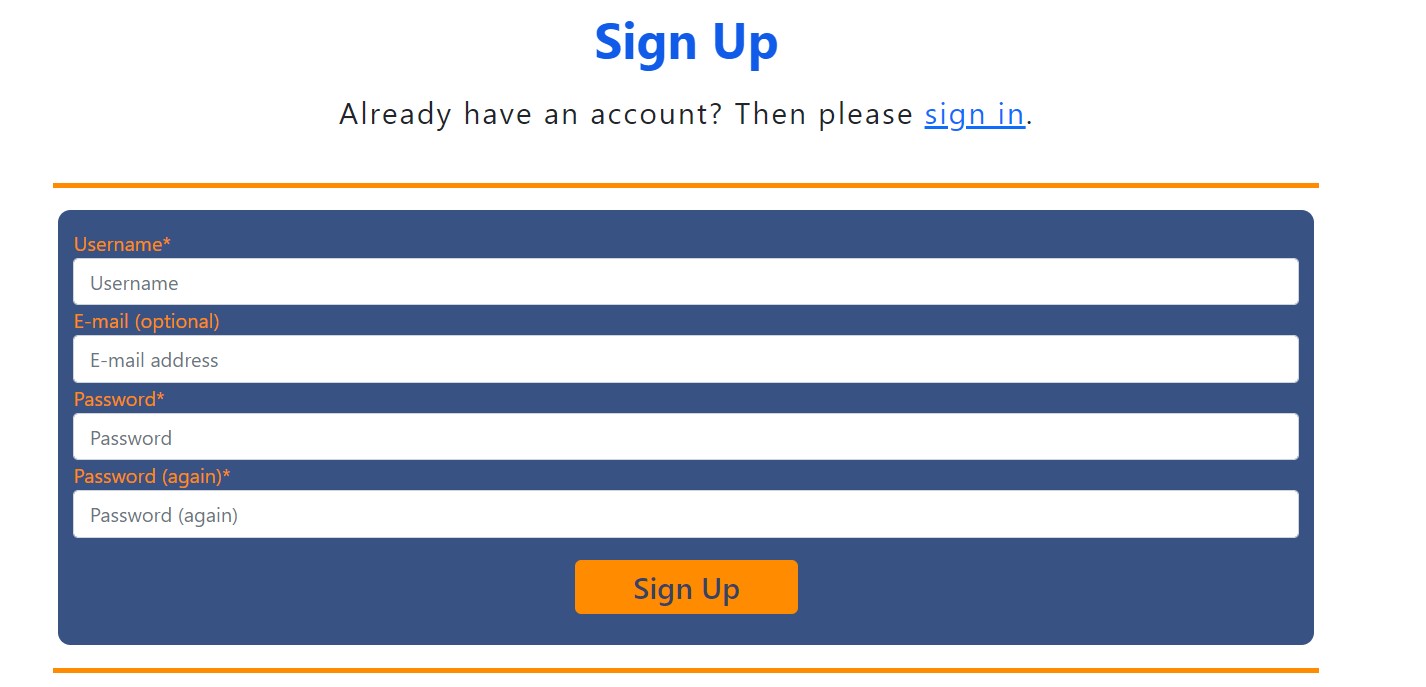 Sign Up
Already have an account? Then please sign in.
Username*
Username
E-mail (optional)
E-mail address
Password*
Password
Password (again)*
Password (again)
Sign Up